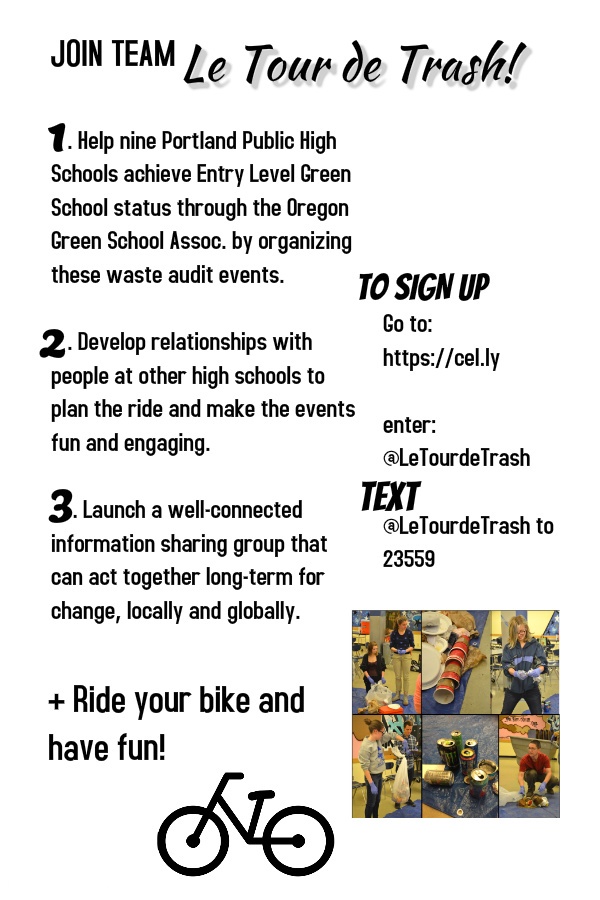 JOIN TEAM Le Tour de Trash!
1. Help nine Portland Public High
Schools achieve Entry Level Green
School status through the Oregon
Green School Assoc. by organizing
these waste audit events.
2. Develop relationships with
people at other high schools to
plan the ride and make the events
fun and engaging.
3. Launch a well-connected
information sharing group that
can act together long-term for
change, locally and globally.
+ Ride your bike and
have fun!
TO SIGN UP
Go to:
https://cel.ly
enter:
@LeTourdeTrash
TEXT
@LeTourdeTrash to
23559